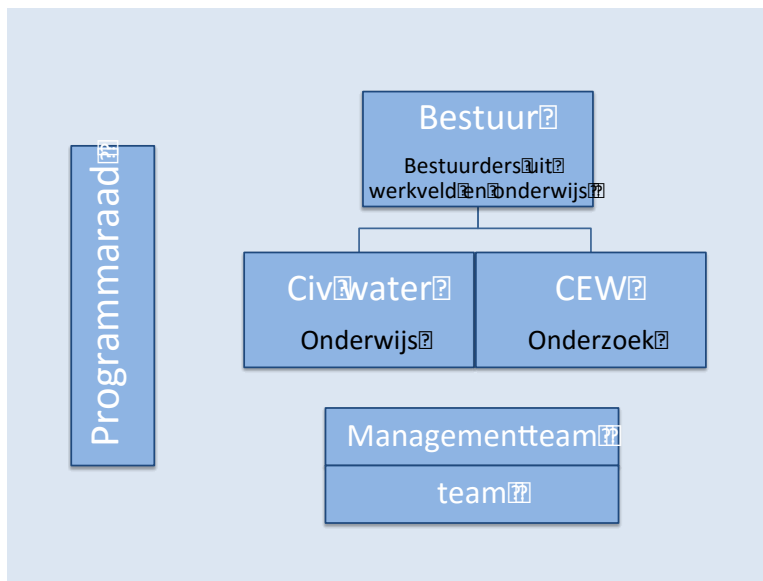 Programmaraad
Bestuur
Bestuurders uit
werkveld en onderwijs
Civ water
Onderwijs
CEW
Onderzoek
Managementteam
team